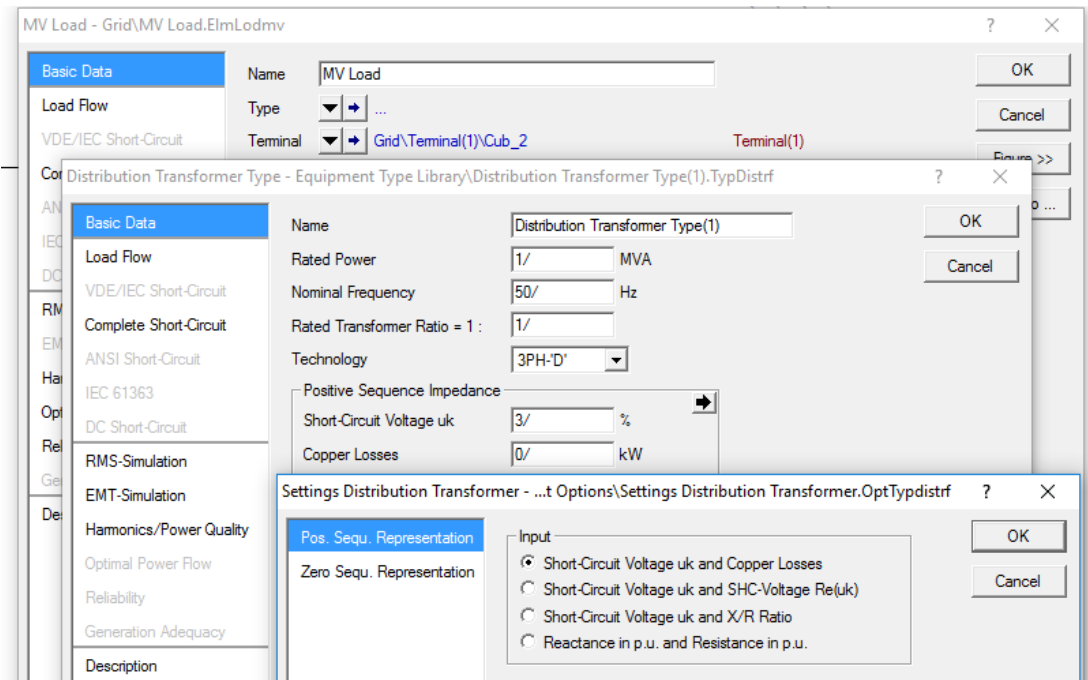 MV Load - Grid\MV Load.ElmLodmv ? ×
Basic Data
Load Flow
VDE/IEC Short-Circuit
Name MV Load
Type ...
Terminal Grid\Terminal(1)\Cub_2 Terminal(1)
OK
Cancel
Figure >>
Distribution Transformer Type - Equipment Type Library\Distribution Transformer Type(1).TypDistrf ? ×
AN
IEC
DC
RM
EM
Ha
Rel
Basic Data
Load Flow
VDE/IEC Short-Circuit
Complete Short-Circuit
ANSI Short-Circuit
IEC 61363
DC Short-Circuit
RMS-Simulation
EMT-Simulation
Harmonics/Power Quality
Optimal Power Flow
Reliability
Generation Adequacy
Description
Name Distribution Transformer Type(1)
Rated Power 1/ MVA
Nominal Frequency 50/ Hz
Rated Transformer Ratio = 1 : 1/
Technology 3PH-'D'
Positive Sequence Impedance
Short-Circuit Voltage uk 3/ %
Copper Losses 0/ kW
OK
Cancel
Settings Distribution Transformer - ...t Options\Settings Distribution Transformer.OptTypdistrf ? ×
Pos. Sequ. Representation
Zero Sequ. Representation
Input
Short-Circuit Voltage uk and Copper Losses
Short-Circuit Voltage uk and SHC-Voltage Re(uk)
Short-Circuit Voltage uk and X/R Ratio
Reactance in p.u. and Resistance in p.u.
OK
Cancel